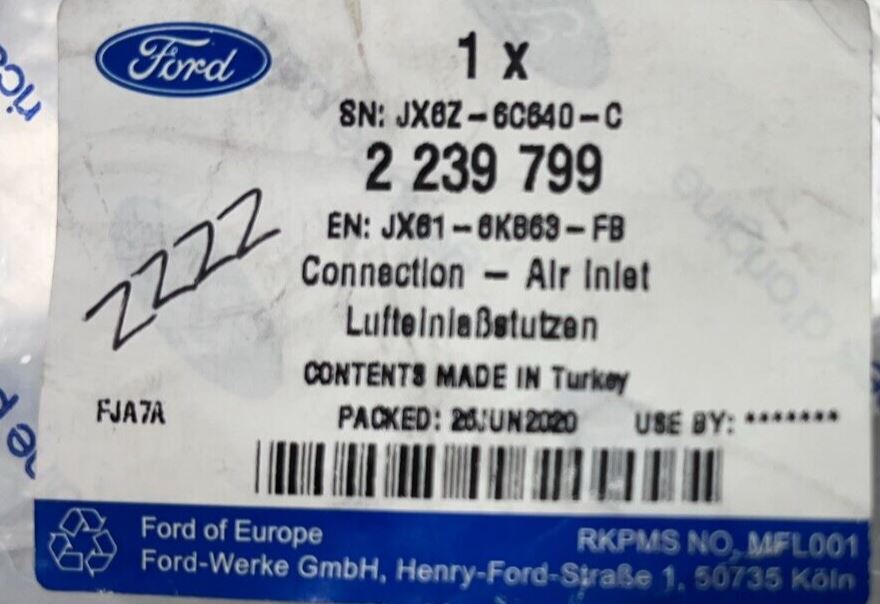 Ford
1 x
SN: JX6Z-6C640-C
2 239 799
EN: JX61-6K863-FB
Connection - Air Inlet
Lufteinlaßstutzen
CONTENTS MADE IN Turkey
ZZZZ
FJA7A
PACKED: 26JUN2020 USE BY: *******
Ford of Europe
RKPMS NO, MFL001
Ford-Werke GmbH, Henry-Ford-Straße 1, 50735 Köln